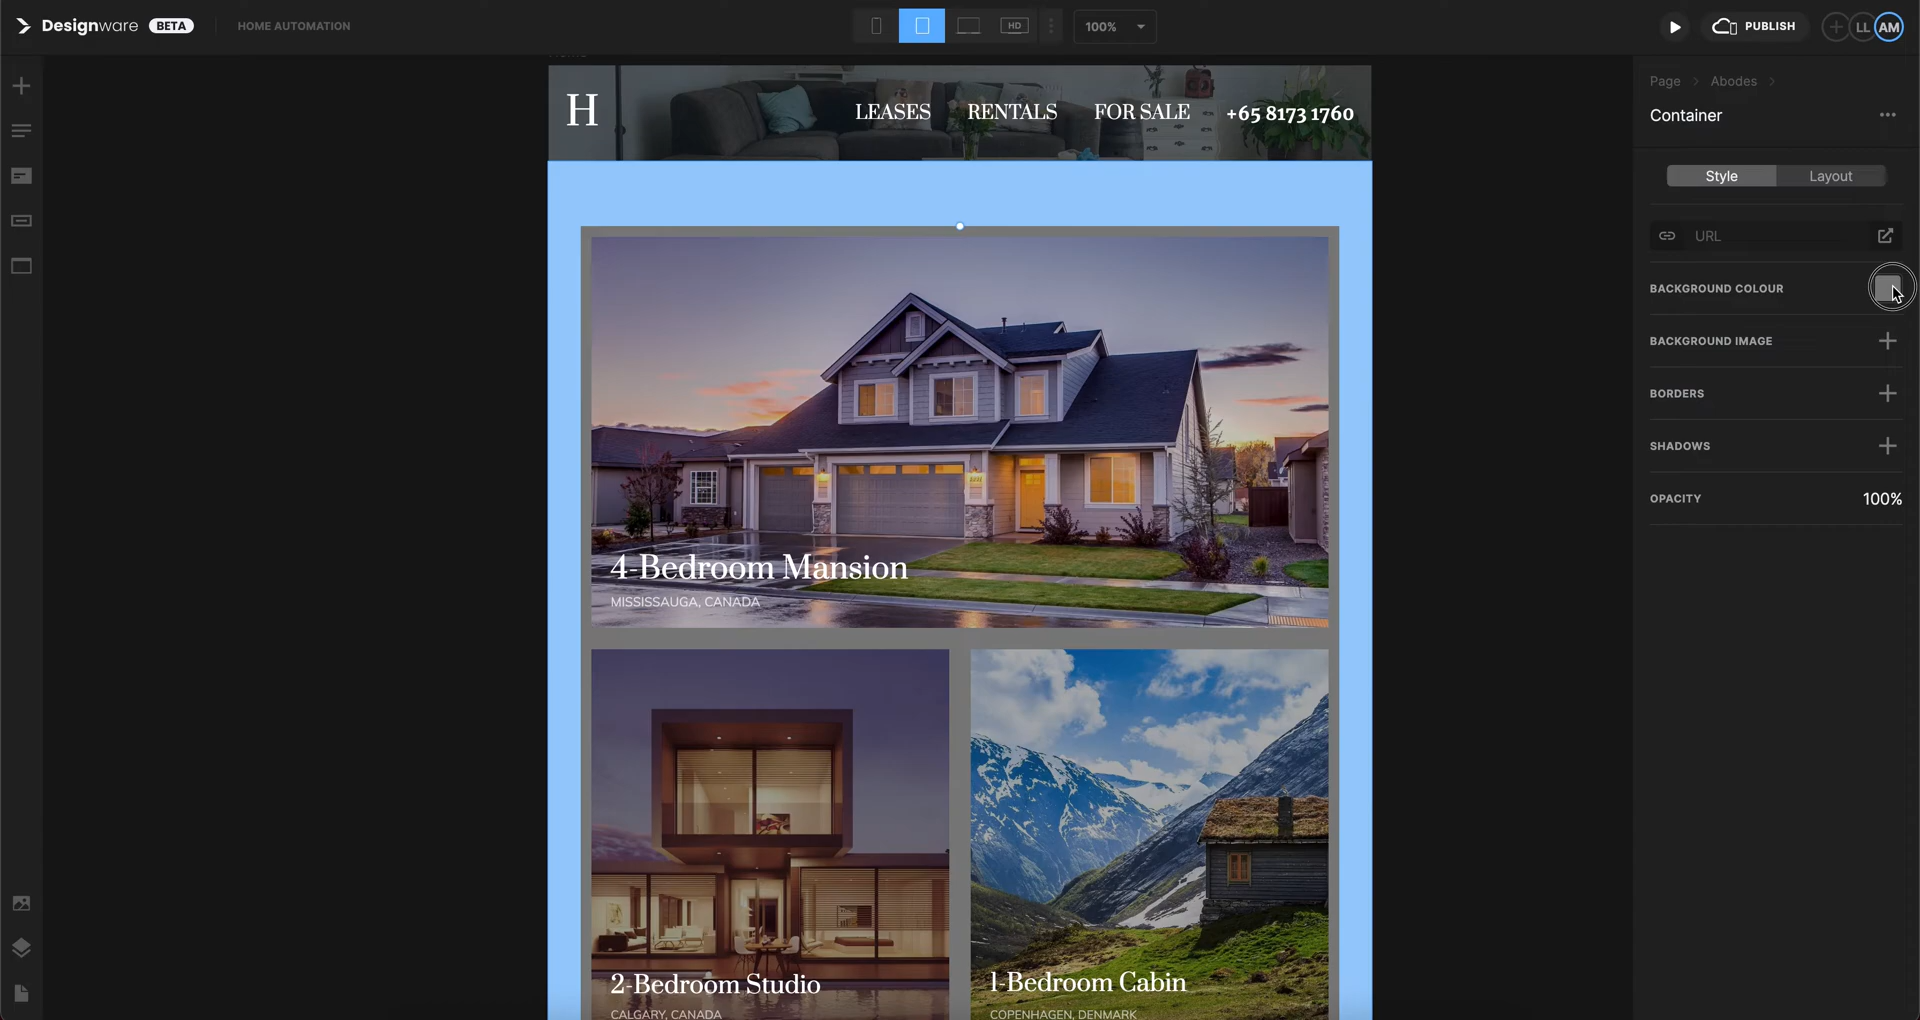 Designware BETA
HOME AUTOMATION
HD
100%
PUBLISH
LL
AM
H
LEASES
RENTALS
FOR SALE
+65 8173 1760
4-Bedroom Mansion
MISSISSAUGA, CANADA
2-Bedroom Studio
CALGARY, CANADA
1-Bedroom Cabin
COPENHAGEN, DENMARK
Page > Abodes >
Container
Style
Layout
URL
BACKGROUND COLOUR
BACKGROUND IMAGE
BORDERS
SHADOWS
OPACITY
100%